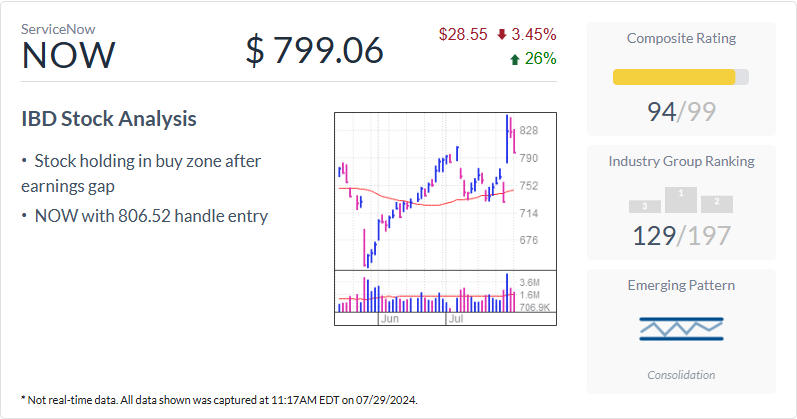 ServiceNow
NOW
$ 799.06
$28.55 3.45%
26%
IBD Stock Analysis
• Stock holding in buy zone after
earnings gap
• NOW with 806.52 handle entry
828
790
752
714
676
3.6M
1.6M
706.9K
Jun
Jul
Composite Rating
94/99
Industry Group Ranking
3
1
2
129/197
Emerging Pattern
Consolidation
* Not real-time data. All data shown was captured at 11:17AM EDT on 07/29/2024.